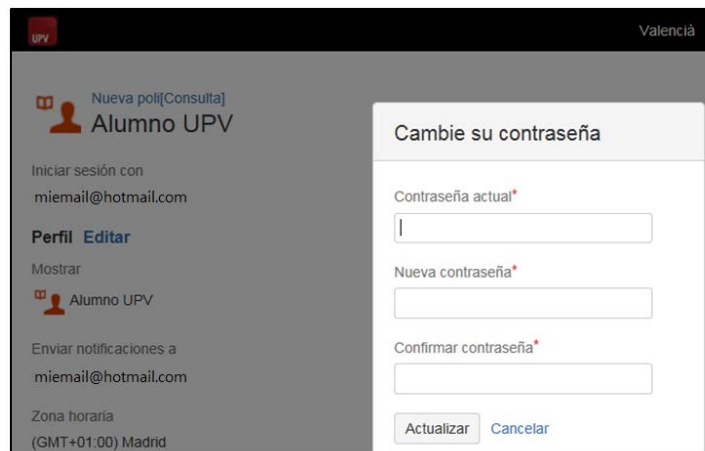 UPV
Valencià
Nueva poli[Consulta]
Alumno UPV
Iniciar sesión con
miemail@hotmail.com
Perfil Editar
Mostrar
Alumno UPV
Enviar notificaciones a
miemail@hotmail.com
Zona horaria
(GMT+01:00) Madrid
Cambie su contraseña
Contraseña actual*
Nueva contraseña*
Confirmar contraseña*
Actualizar Cancelar